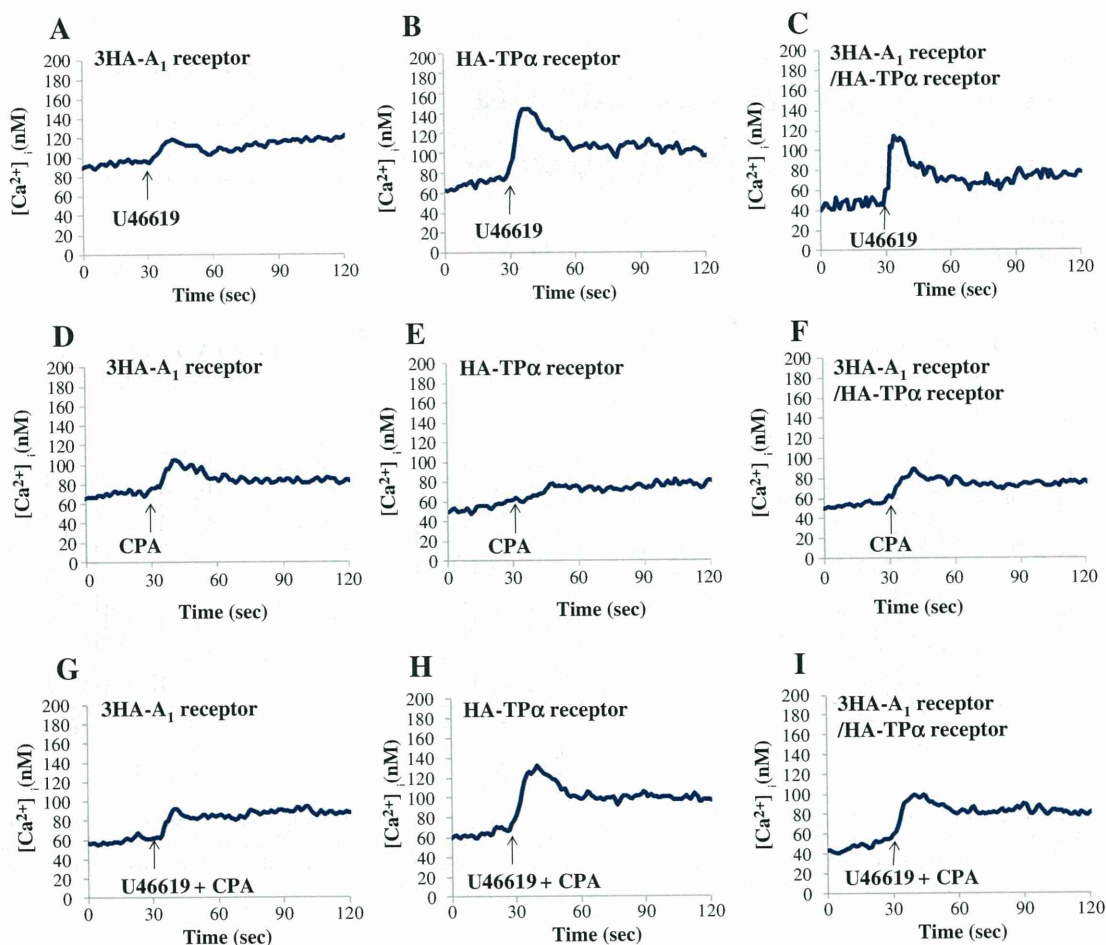 A
3HA-A1 receptor
200
180
160
140
120
100
80
60
40
20
0
[Ca2+]i(nM)
U46619
0 30 60 90 120
Time (sec)
B
HA-TPα receptor
200
180
160
140
120
100
80
60
40
20
0
[Ca2+]i(nM)
U46619
0 30 60 90 120
Time (sec)
C
3HA-A1 receptor
/HA-TPα receptor
200
180
160
140
120
100
80
60
40
20
0
[Ca2+]i(nM)
U46619
0 30 60 90 120
Time (sec)
D
3HA-A1 receptor
200
180
160
140
120
100
80
60
40
20
0
[Ca2+]i(nM)
CPA
0 30 60 90 120
Time (sec)
E
HA-TPα receptor
200
180
160
140
120
100
80
60
40
20
0
[Ca2+]i(nM)
CPA
0 30 60 90 120
Time (sec)
F
3HA-A1 receptor
/HA-TPα receptor
200
180
160
140
120
100
80
60
40
20
0
[Ca2+]i(nM)
CPA
0 30 60 90 120
Time (sec)
G
3HA-A1 receptor
200
180
160
140
120
100
80
60
40
20
0
[Ca2+]i(nM)
U46619 + CPA
0 30 60 90 120
Time (sec)
H
HA-TPα receptor
200
180
160
140
120
100
80
60
40
20
0
[Ca2+]i(nM)
U46619 + CPA
0 30 60 90 120
Time (sec)
I
3HA-A1 receptor
/HA-TPα receptor
200
180
160
140
120
100
80
60
40
20
0
[Ca2+]i(nM)
U46619 + CPA
0 30 60 90 120
Time (sec)